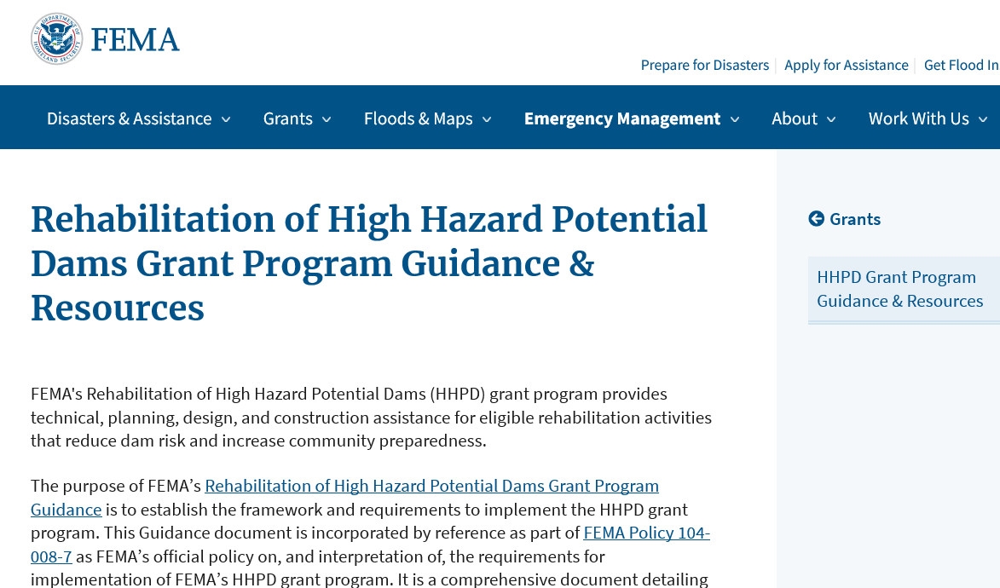 U.S. DEPARTMENT OF HOMELAND SECURITY
FEMA
Prepare for Disasters
Apply for Assistance
Get Flood In
Disasters & Assistance
Grants
Floods & Maps
Emergency Management
About
Work With Us
Rehabilitation of High Hazard Potential
Dams Grant Program Guidance &
Resources
Grants
HHPD Grant Program
Guidance & Resources
FEMA's Rehabilitation of High Hazard Potential Dams (HHPD) grant program provides
technical, planning, design, and construction assistance for eligible rehabilitation activities
that reduce dam risk and increase community preparedness.
The purpose of FEMA’s Rehabilitation of High Hazard Potential Dams Grant Program
Guidance is to establish the framework and requirements to implement the HHPD grant
program. This Guidance document is incorporated by reference as part of FEMA Policy 104-
008-7 as FEMA’s official policy on, and interpretation of, the requirements for
implementation of FEMA’s HHPD grant program. It is a comprehensive document detailing